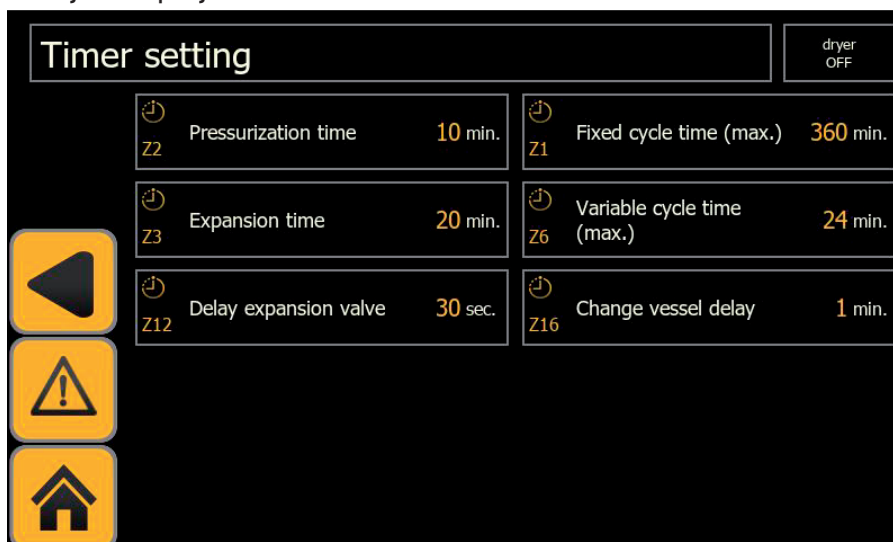 Timer setting
dryer
OFF
Z2 Pressurization time 10 min.
Z1 Fixed cycle time (max.) 360 min.
Z3 Expansion time 20 min.
Z6 Variable cycle time
(max.) 24 min.
Z12 Delay expansion valve 30 sec.
Z16 Change vessel delay 1 min.